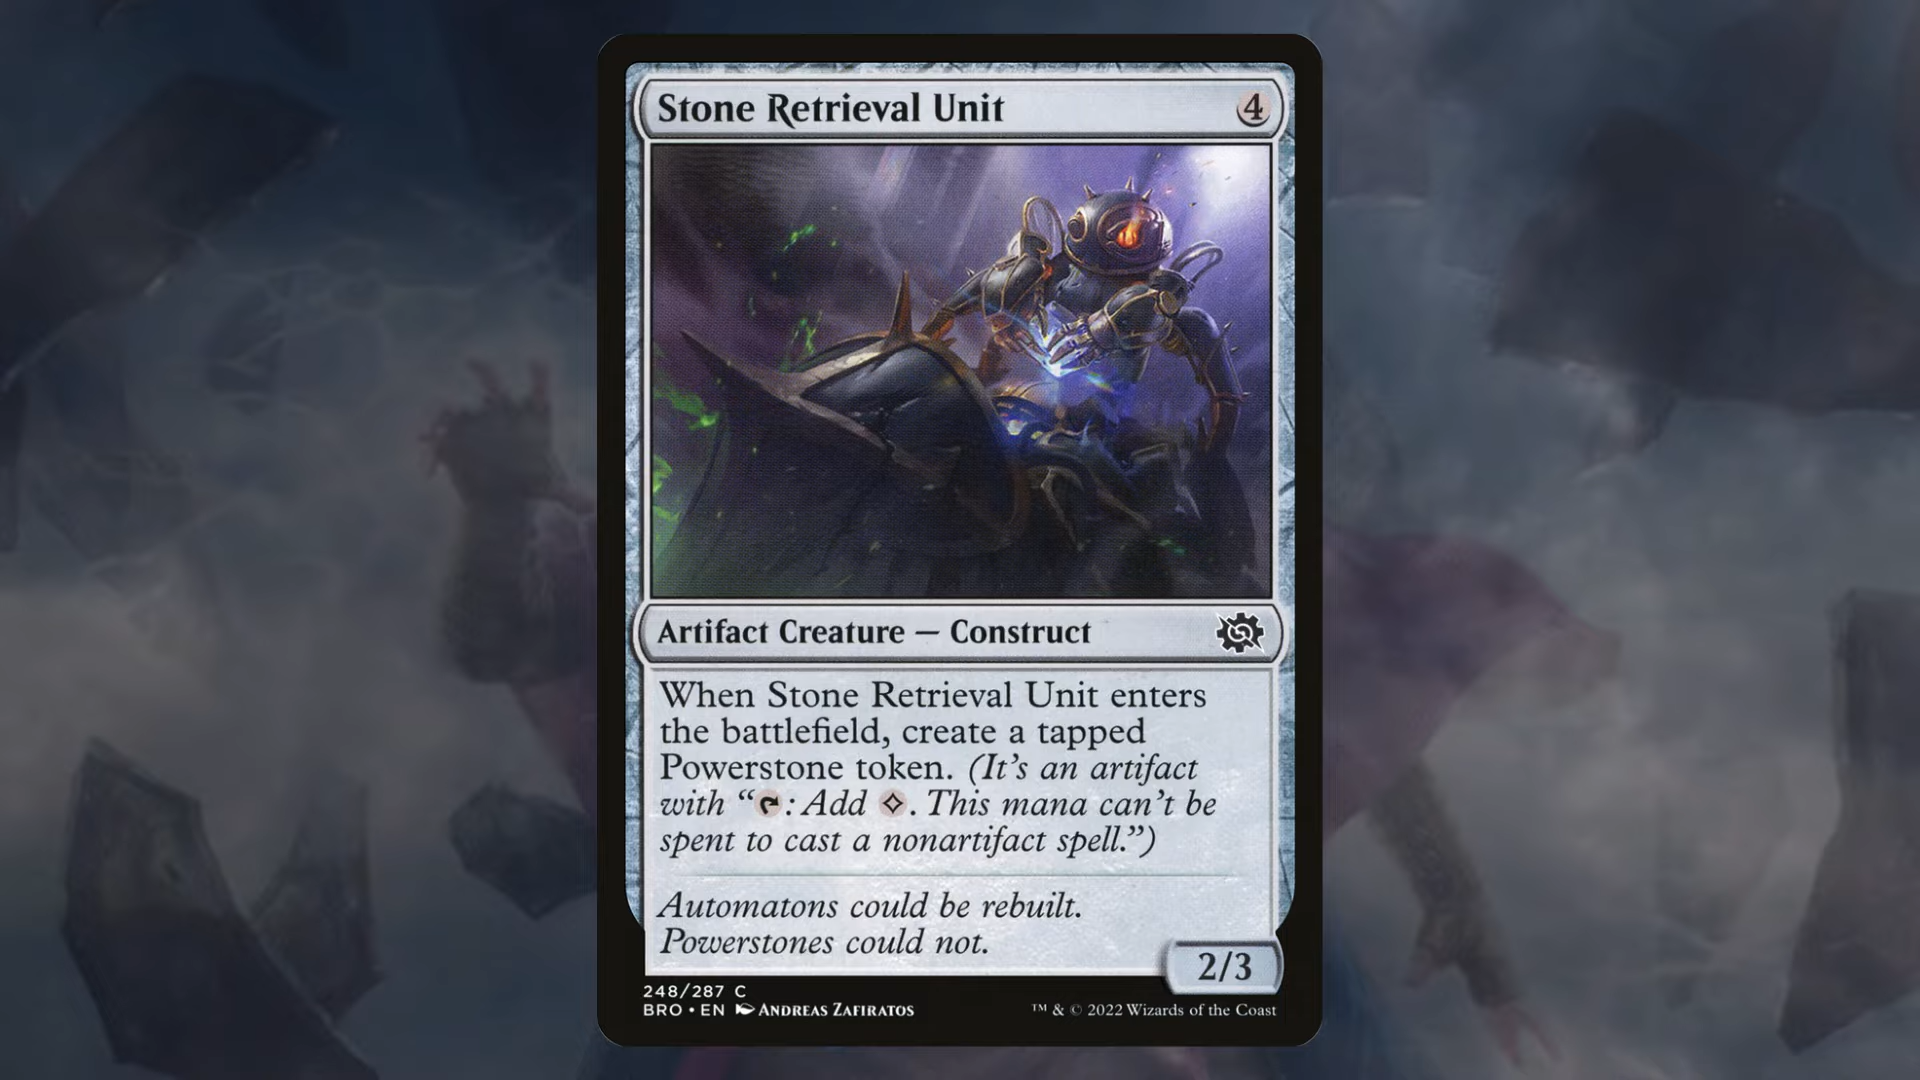 Stone Retrieval Unit 4
Artifact Creature — Construct
When Stone Retrieval Unit enters
the battlefield, create a tapped
Powerstone token. (It's an artifact
with “: Add . This mana can't be
spent to cast a nonartifact spell.”)
Automatons could be rebuilt.
Powerstones could not.
2/3
248/287 C
BRO • EN ANDREAS ZAFIRATOS
™ & © 2022 Wizards of the Coast